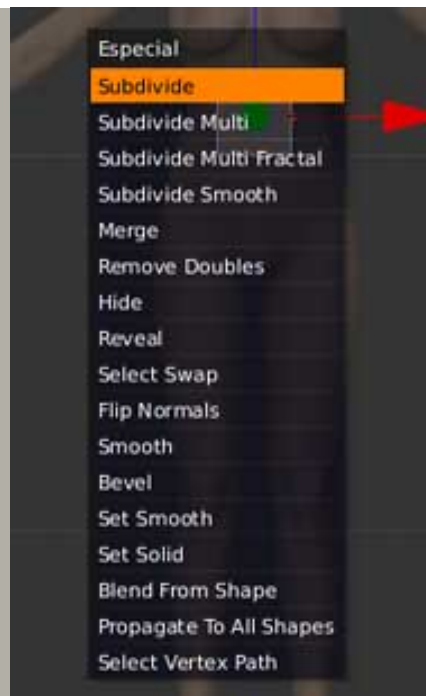 Especial
Subdivide
Subdivide Multi
Subdivide Multi Fractal
Subdivide Smooth
Merge
Remove Doubles
Hide
Reveal
Select Swap
Flip Normals
Smooth
Bevel
Set Smooth
Set Solid
Blend From Shape
Propagate To All Shapes
Select Vertex Path